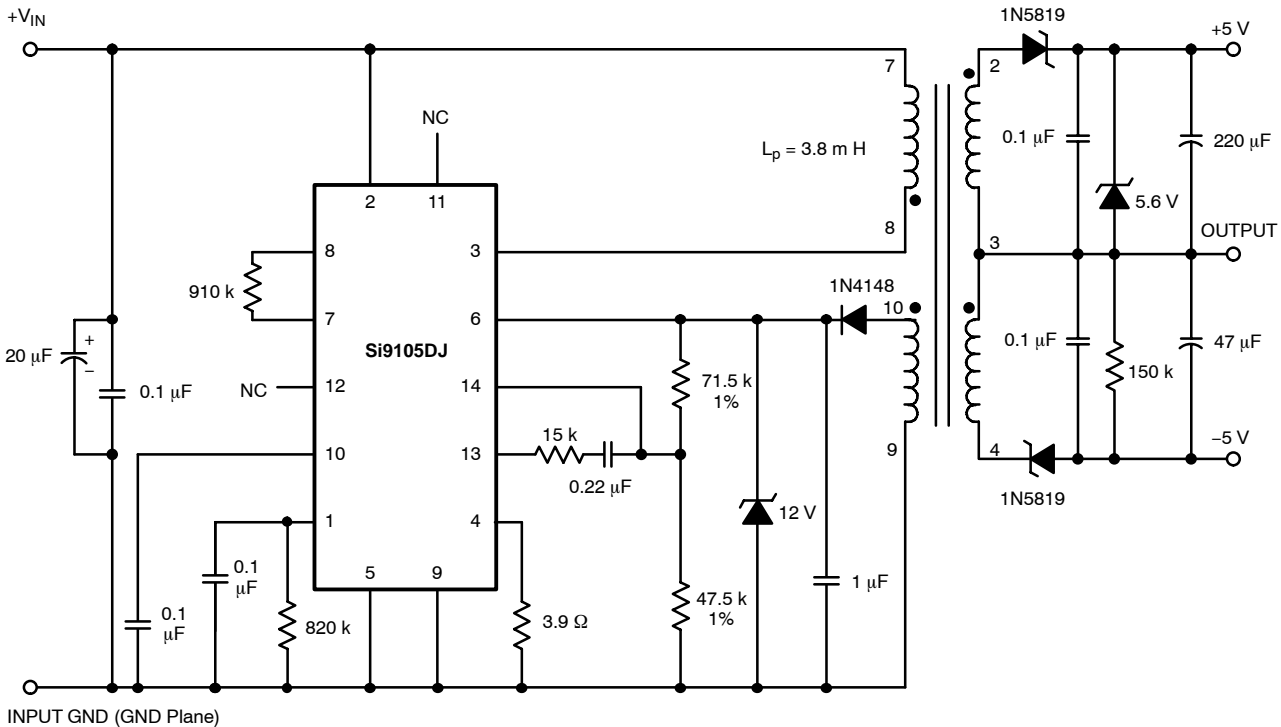 +VIN
1N5819
+5 V
7
2
NC
Lp = 3.8 m H
0.1 µF
220 µF
2
11
5.6 V
8
3
OUTPUT
8
3
1N4148
910 k
10
7
6
Si9105DJ
20 µF
+
−
0.1 µF
47 µF
150 k
71.5 k
1%
0.1 µF
NC
12
14
−5 V
15 k
10
13
9
4
0.22 µF
1N5819
12 V
1
4
0.1
µF
5
9
1 µF
47.5 k
1%
0.1
µF
820 k
3.9 Ω
INPUT GND (GND Plane)